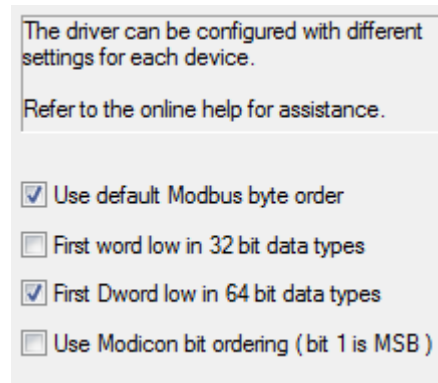 The driver can be configured with different
settings for each device.
Refer to the online help for assistance.
Use default Modbus byte order
First word low in 32 bit data types
First Dword low in 64 bit data types
Use Modicon bit ordering ( bit 1 is MSB )